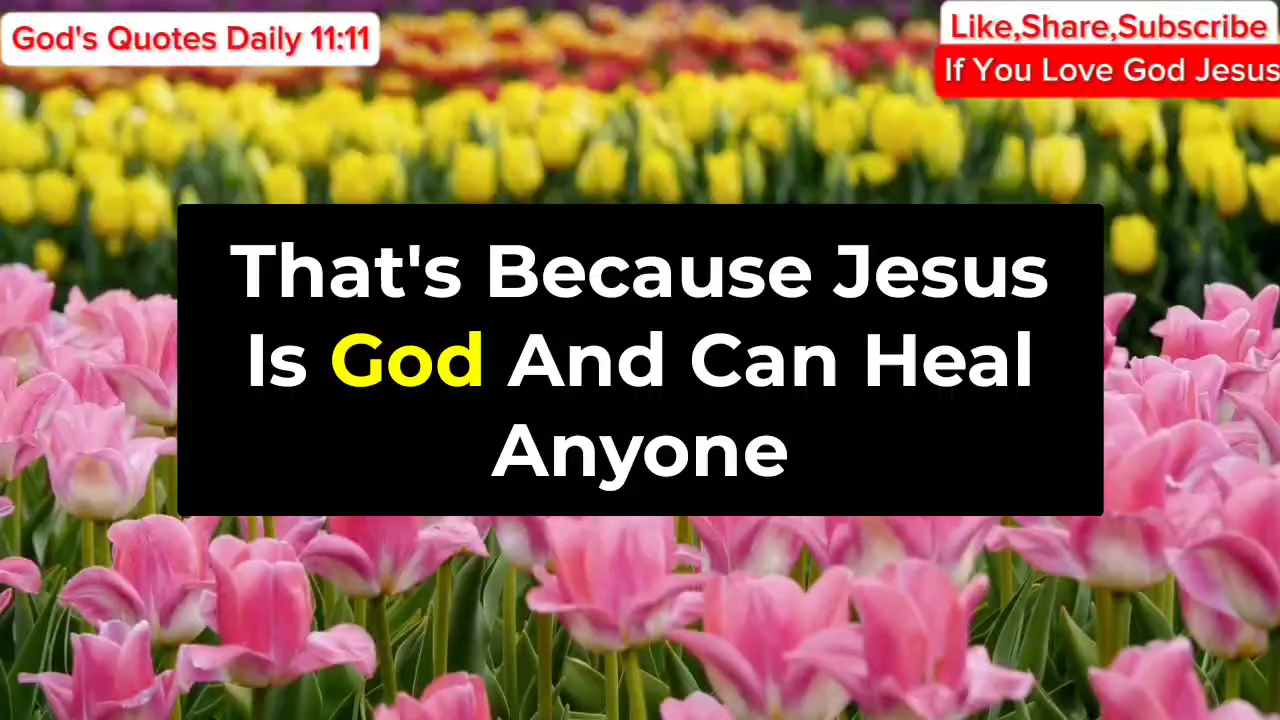 God's Quotes Daily 11:11
Like,Share,Subscribe
If You Love God Jesus
That's Because Jesus
Is God And Can Heal
Anyone